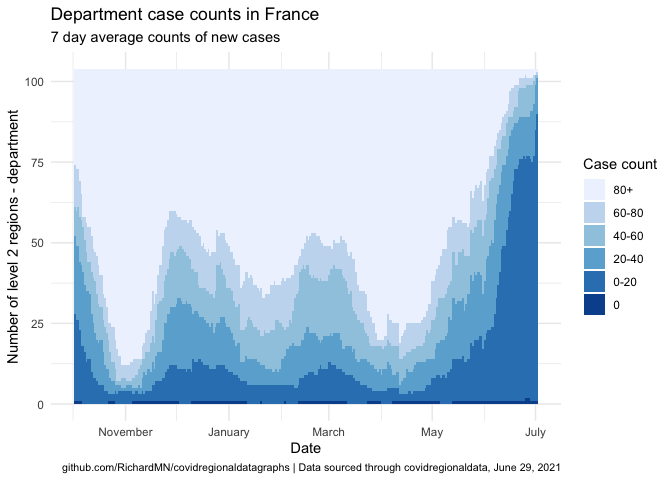 Department case counts in France
7 day average counts of new cases
Number of level 2 regions - department
100
75
50
25
0
November
January
March
May
July
Date
Case count
80+
60-80
40-60
20-40
0-20
0
github.com/RichardMN/covidregionaldatagraphs | Data sourced through covidregionaldata, June 29, 2021